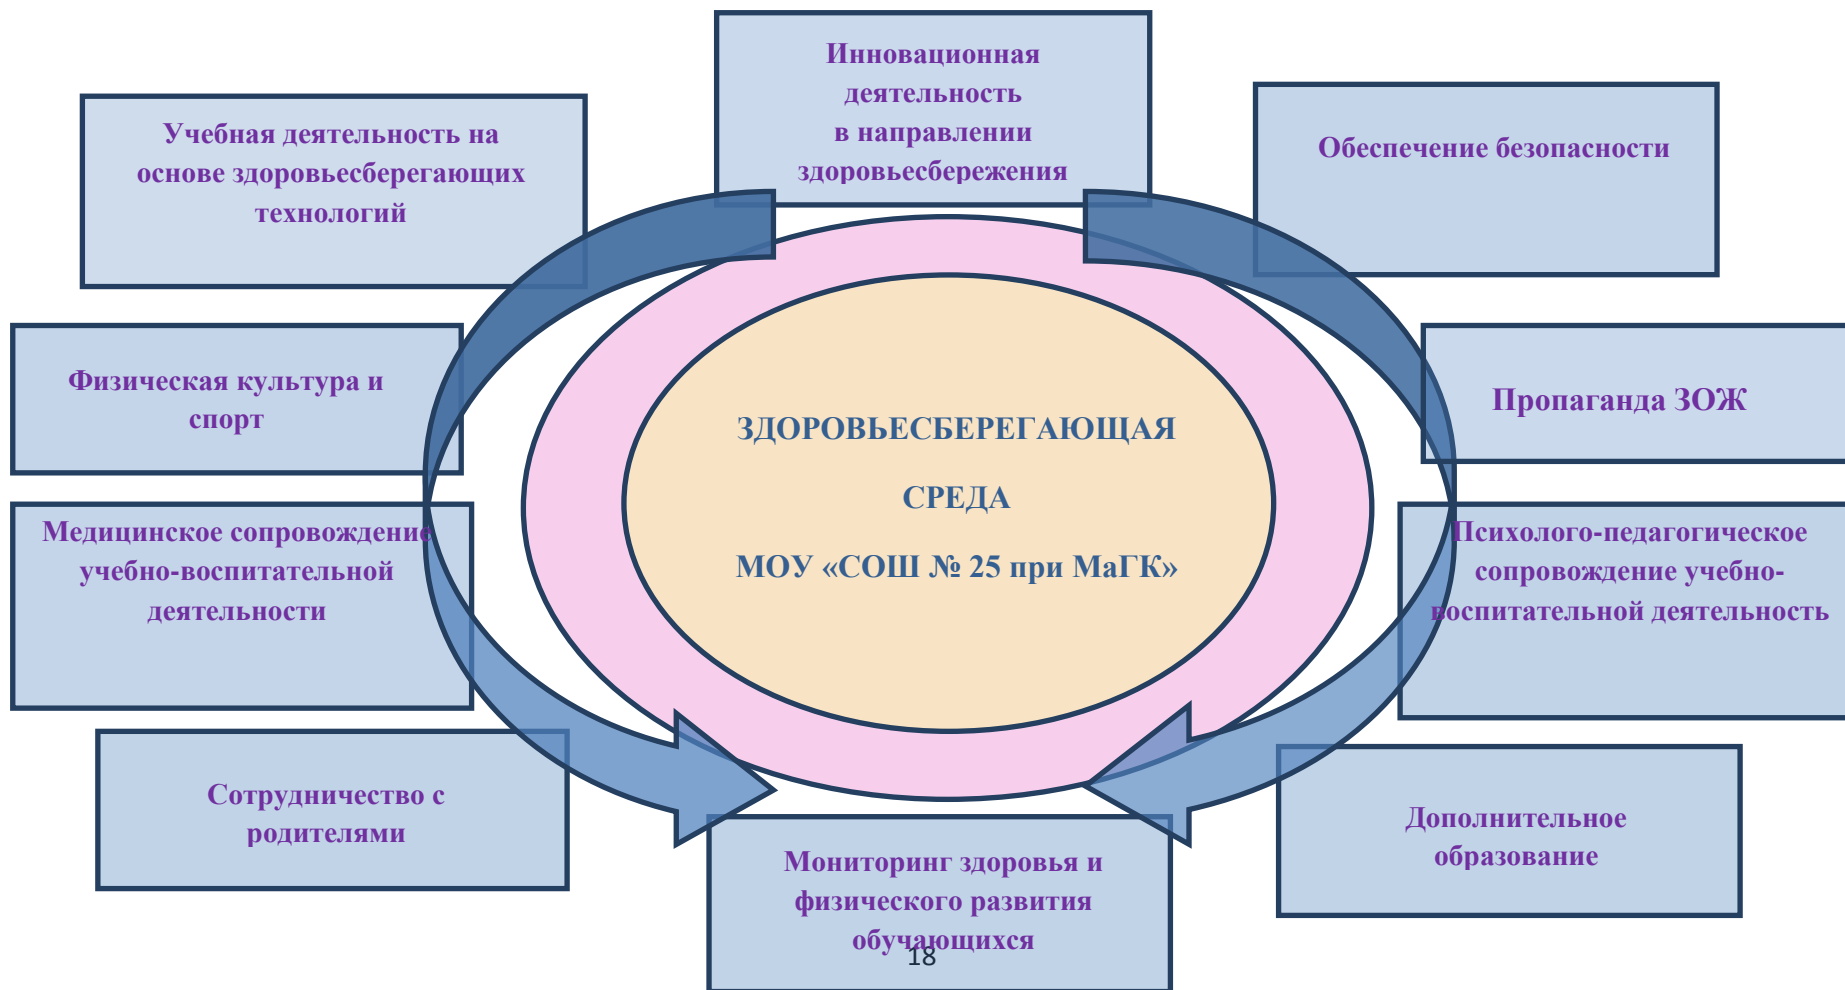 Инновационная
деятельность
в направлении
здоровьесбережения
Учебная деятельность на
основе здоровьесберегающих
технологий
Обеспечение безопасности
Физическая культура и
спорт
Пропаганда ЗОЖ
ЗДОРОВЬЕСБЕРЕГАЮЩАЯ
СРЕДА
МОУ «СОШ № 25 при МаГК»
Медицинское сопровождение
учебно-воспитательной
деятельности
Психолого-педагогическое
сопровождение учебно-
воспитательной деятельность
Сотрудничество с
родителями
Дополнительное
образование
Мониторинг здоровья и
физического развития
обучающихся
18